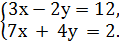 3x − 2y = 12,
7x + 4y = 2.